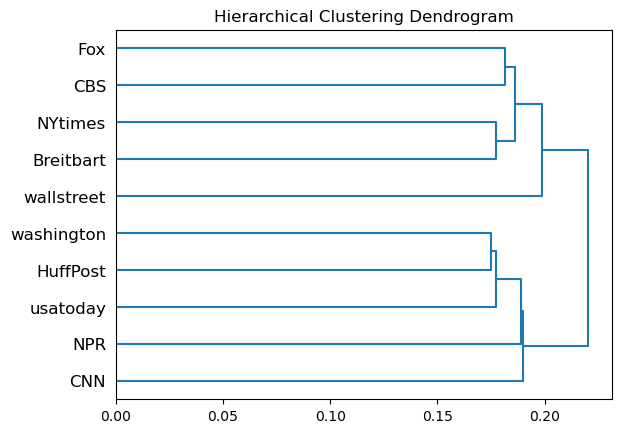 Hierarchical Clustering Dendrogram
Fox
CBS
NYtimes
Breitbart
wallstreet
washington
HuffPost
usatoday
NPR
CNN
0.00 0.05 0.10 0.15 0.20